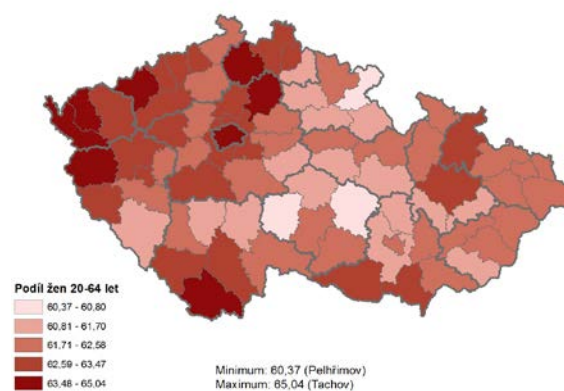 Podíl žen 20-64 let
60,37 - 60,80
60,81 - 61,70
61,71 - 62,58
62,59 - 63,47
63,48 - 65,04
Minimum: 60,37 (Pelhřimov)
Maximum: 65,04 (Tachov)